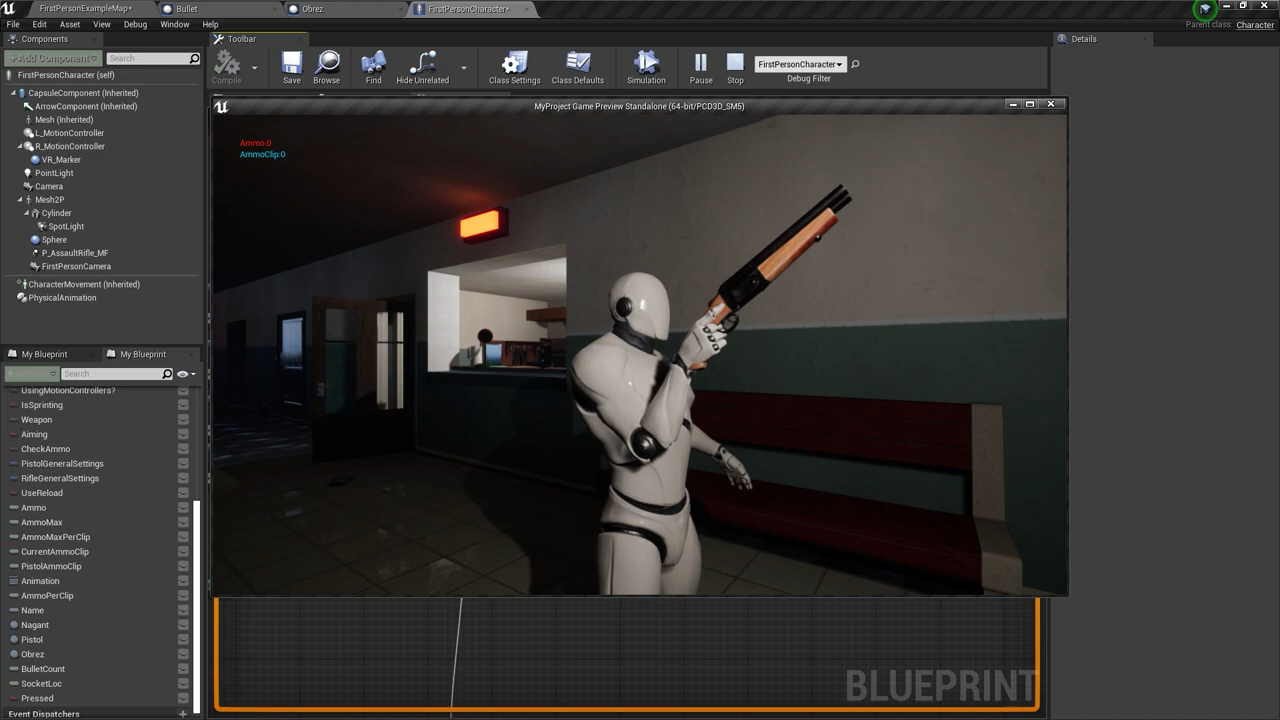 FirstPersonExampleMap*
Bullet
Obrez
FirstPersonCharacter*
File Edit Asset View Debug Window Help
Parent class: Character
Components
Toolbar
Details
+Add Component
Search
Compile
Save
Browse
Find
Hide Unrelated
Class Settings
Class Defaults
Simulation
Pause
Stop
FirstPersonCharacter
Debug Filter
FirstPersonCharacter (self)
CapsuleComponent (Inherited)
ArrowComponent (Inherited)
Mesh (Inherited)
L_MotionController
R_MotionController
VR_Marker
PointLight
Camera
Mesh2P
Cylinder
SpotLight
Sphere
P_AssaultRifle_MF
FirstPersonCamera
CharacterMovement (Inherited)
PhysicalAnimation
MyProject Game Preview Standalone (64-bit/PCD3D_SM5)
Ammo:0
AmmoClip:0
My Blueprint
My Blueprint
Search
UsingMotionControllers?
IsSprinting
Weapon
Aiming
CheckAmmo
PistolGeneralSettings
RifleGeneralSettings
UseReload
Ammo
AmmoMax
AmmoMaxPerClip
CurrentAmmoClip
PistolAmmoClip
Animation
AmmoPerClip
Name
Nagant
Pistol
Obrez
BulletCount
SocketLoc
Pressed
Event Dispatchers
BLUEPRINT